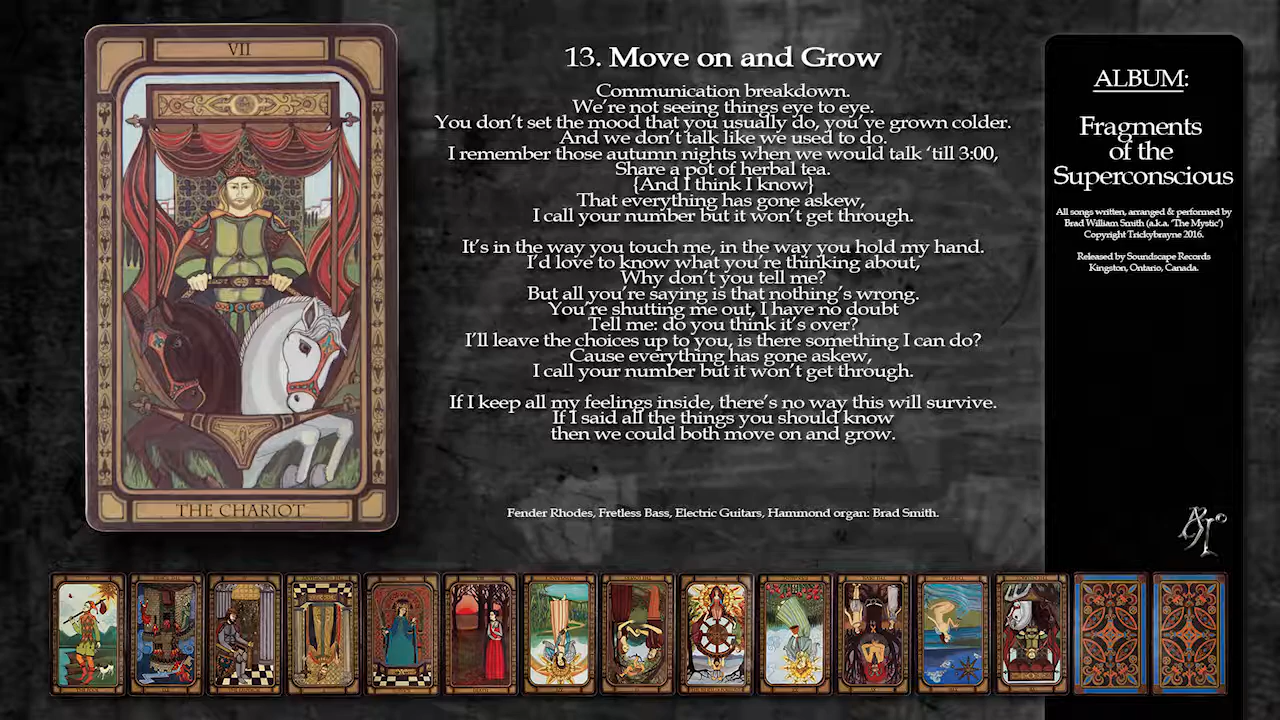 VII
THE CHARIOT
13. Move on and Grow
Communication breakdown.
We're not seeing things eye to eye.
You don't set the mood that you usually do, you've grown colder.
And we don't talk like we used to do.
I remember those autumn nights when we would talk ‘till 3:00,
Share a pot of herbal tea.
{And I think I know}
That everything has gone askew,
I call your number but it won't get through.
It's in the way you touch me, in the way you hold my hand.
I'd love to know what you're thinking about,
Why don't you tell me?
But all you're saying is that nothing's wrong.
You're shutting me out, I have no doubt
Tell me: do you think it's over?
I'll leave the choices up to you, is there something I can do?
Cause everything has gone askew,
I call your number but it won't get through.
If I keep all my feelings inside, there's no way this will survive.
If I said all the things you should know
then we could both move on and grow.
Fender Rhodes, Fretless Bass, Electric Guitars, Hammond organ: Brad Smith.
ALBUM:
Fragments
of the
Superconscious
All songs written, arranged & performed by
Brad William Smith (a.k.a. ‘The Mystic’)
Copyright Trickybrayne 2016.
Released by Soundscape Records
Kingston, Ontario, Canada.